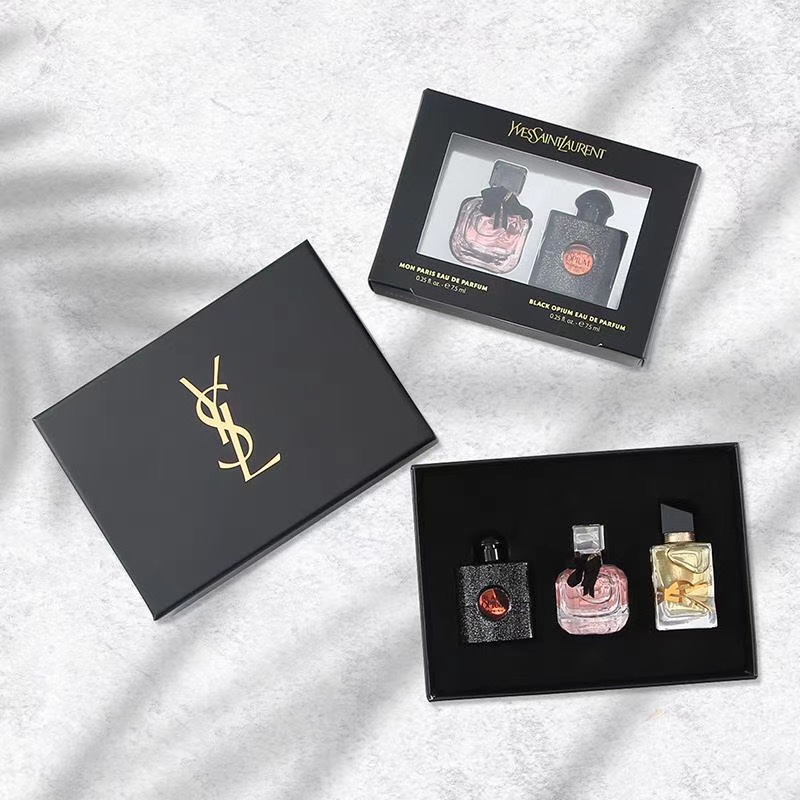 YVESSAINTLAURENT
MON PARIS EAU DE PARFUM
0.25 fl. oz. - ℮ 7.5 ml
OPIUM
BLACK OPIUM EAU DE PARFUM
0.25 fl. oz. - ℮ 7.5 ml
YSL